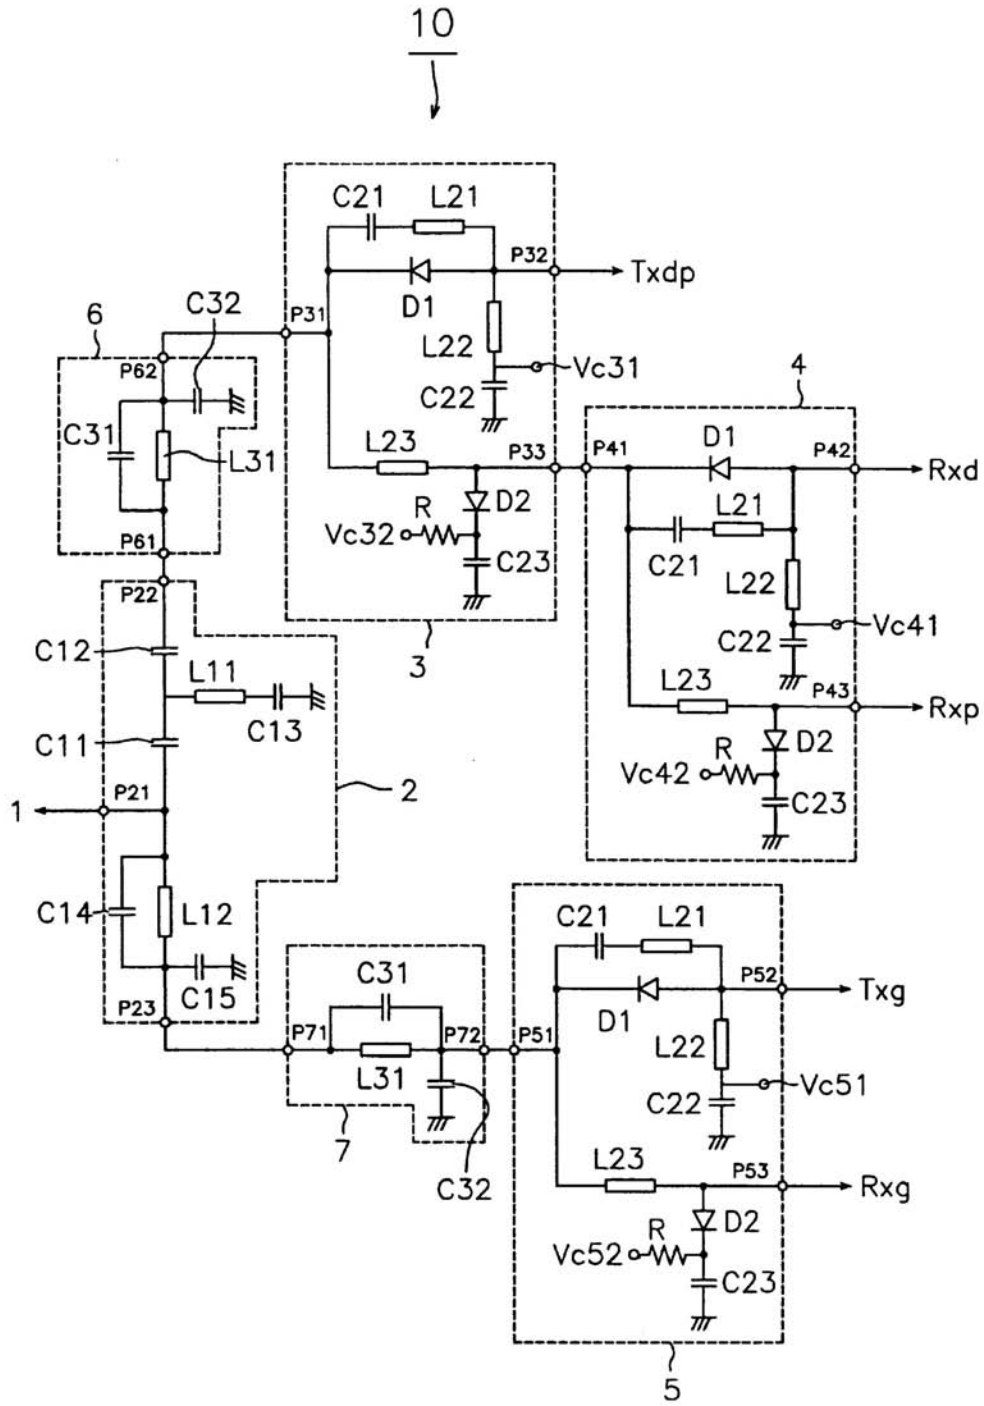 10
C21 L21
P32
Txdp
D1
C32
P31
6
P62
L22
Vc31
C22
4
C31
L31
L23
P33 P41
D1
P42
Rxd
D2
R
Vc32
L21
P61
C23
C21
L22
P22
C12
L11
3
C22
Vc41
L23
P43
Rxp
C11
C13
R
D2
Vc42
2
P21
C23
1
C14
L12
C21 L21
C31
P52
Txg
C15
D1
P23
P71
P72
P51
L22
L31
Vc51
C22
7
L23
P53
C32
Rxg
R
D2
Vc52
C23
5